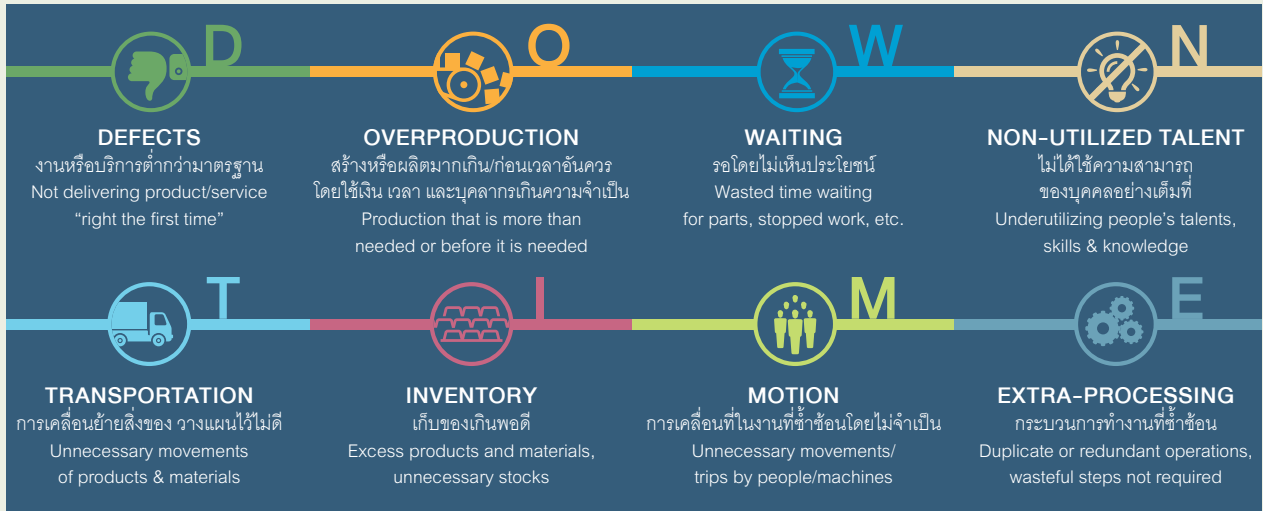 D
DEFECTS
งานหรือบริการต่ำกว่ามาตรฐาน
Not delivering product/service
“right the first time”
O
OVERPRODUCTION
สร้างหรือผลิตมากเกิน/ก่อนเวลาอันควร
โดยใช้เงิน เวลา และบุคลากรเกินความจำเป็น
Production that is more than
needed or before it is needed
W
WAITING
รอโดยไม่เห็นประโยชน์
Wasted time waiting
for parts, stopped work, etc.
N
NON-UTILIZED TALENT
ไม่ได้ใช้ความสามารถ
ของบุคคลอย่างเต็มที่
Underutilizing people’s talents,
skills & knowledge
T
TRANSPORTATION
การเคลื่อนย้ายสิ่งของ วางแผนไว้ไม่ดี
Unnecessary movements
of products & materials
I
INVENTORY
เก็บของเกินพอดี
Excess products and materials,
unnecessary stocks
M
MOTION
การเคลื่อนที่ในงานที่ซ้ำซ้อนโดยไม่จำเป็น
Unnecessary movements/
trips by people/machines
E
EXTRA-PROCESSING
กระบวนการทำงานที่ซ้ำซ้อน
Duplicate or redundant operations,
wasteful steps not required